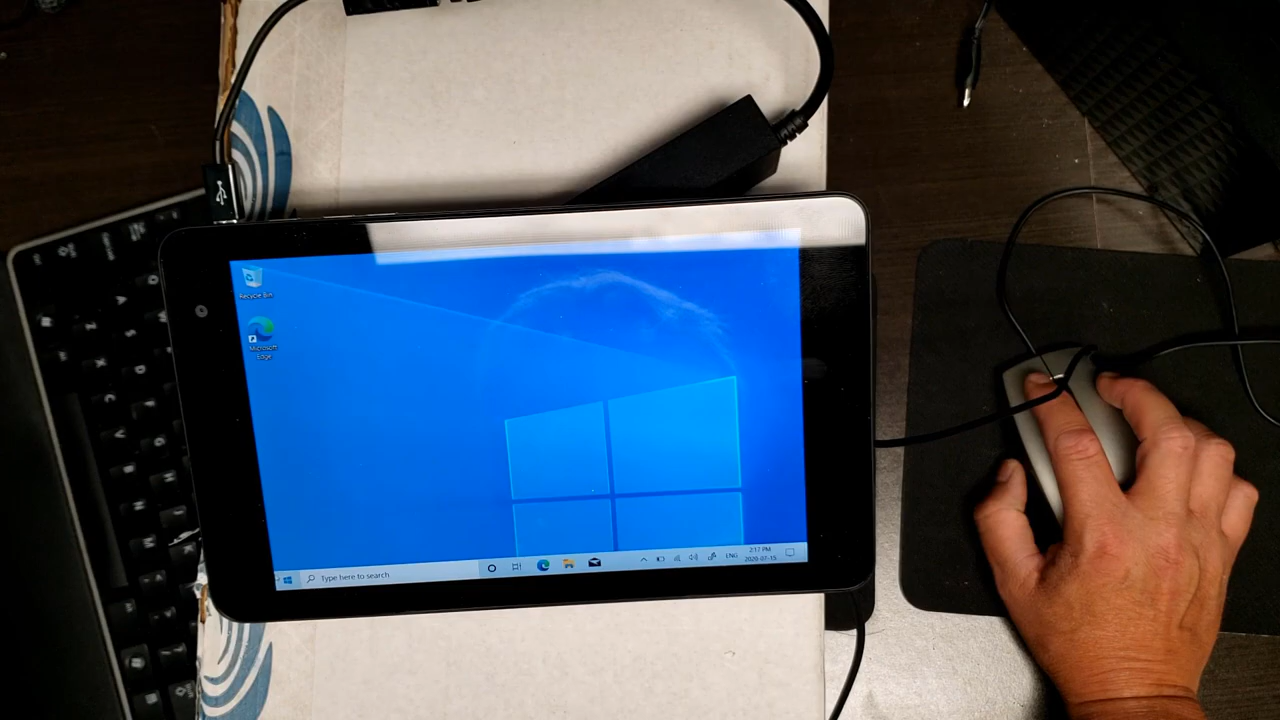 Recycle Bin
Microsoft
Edge
Type here to search
ENG
2:17 PM
2020-07-15